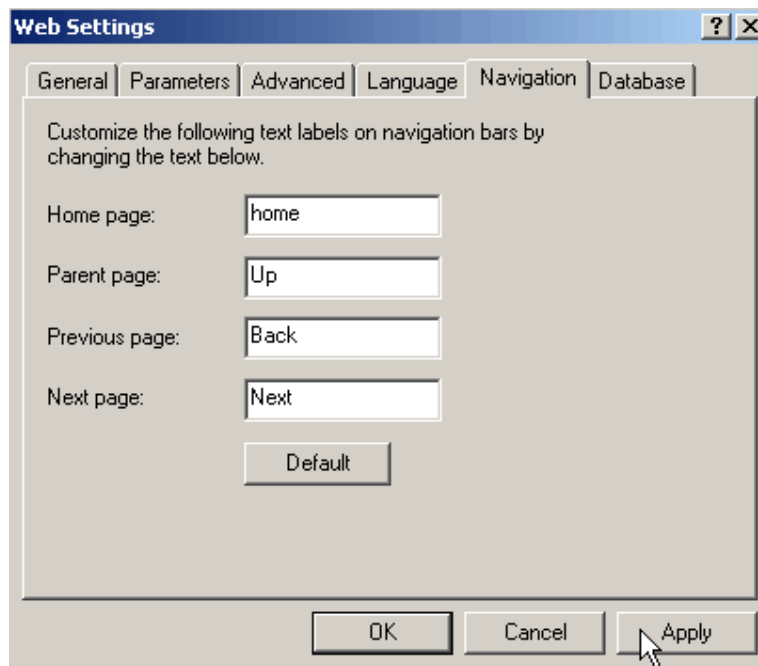 Web Settings
General Parameters Advanced Language Navigation Database
Customize the following text labels on navigation bars by
changing the text below.
Home page: home
Parent page: Up
Previous page: Back
Next page: Next
Default
OK Cancel Apply